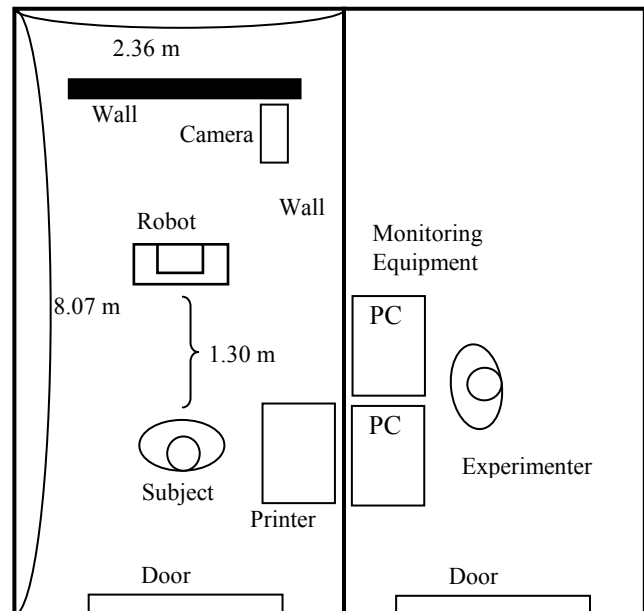 2.36 m
Wall
Camera
Wall
Robot
Monitoring
Equipment
8.07 m
PC
1.30 m
PC
Experimenter
Subject
Printer
Door
Door